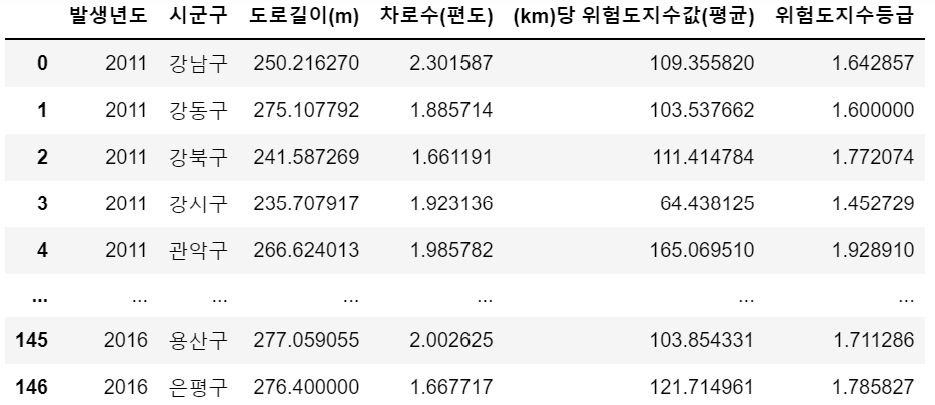 발생년도 시군구 도로길이(m) 차로수(편도) (km)당 위험도지수값(평균) 위험도지수등급
0 2011 강남구 250.216270 2.301587 109.355820 1.642857
1 2011 강동구 275.107792 1.885714 103.537662 1.600000
2 2011 강북구 241.587269 1.661191 111.414784 1.772074
3 2011 강시구 235.707917 1.923136 64.438125 1.452729
4 2011 관악구 266.624013 1.985782 165.069510 1.928910
... ... ... ... ... ... ...
145 2016 용산구 277.059055 2.002625 103.854331 1.711286
146 2016 은평구 276.400000 1.667717 121.714961 1.785827